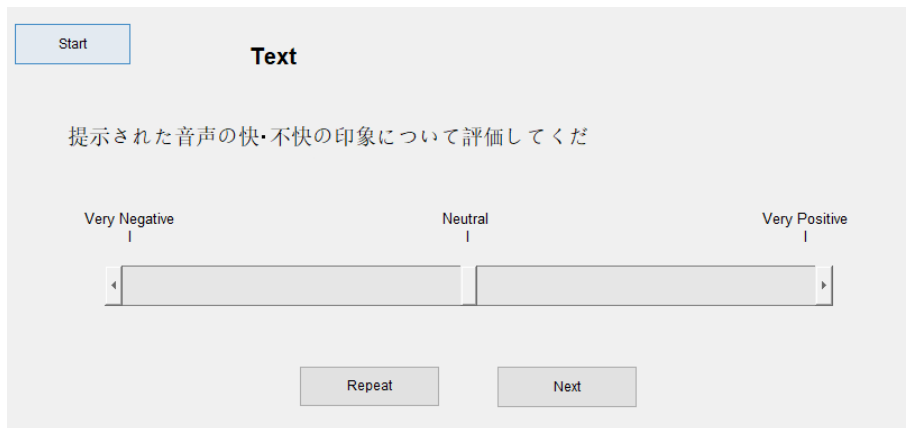 Start
Text
提示された音声の快・不快の印象について評価してくだ
Very Negative Neutral Very Positive
Repeat Next